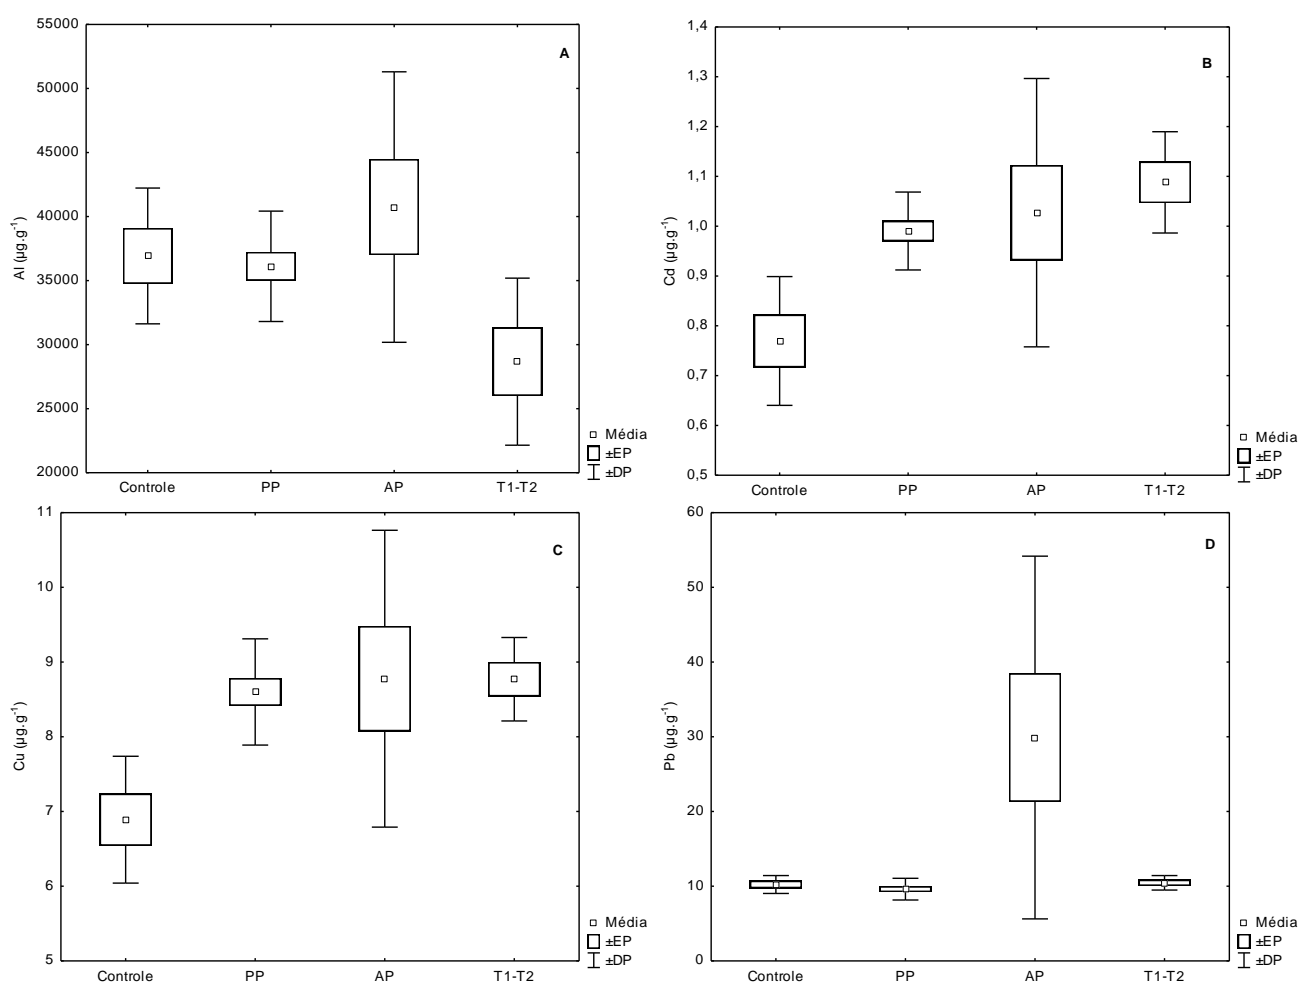 A
Al (µg.g-1)
55000
50000
45000
40000
35000
30000
25000
20000
Controle PP AP T1-T2
Média
±EP
±DP
B
Cd (µg.g-1)
1,4
1,3
1,2
1,1
1,0
0,9
0,8
0,7
0,6
0,5
Controle PP AP T1-T2
Média
±EP
±DP
C
Cu (µg.g-1)
11
10
9
8
7
6
5
Controle PP AP T1-T2
Média
±EP
±DP
D
Pb (µg.g-1)
60
50
40
30
20
10
0
Controle PP AP T1-T2
Média
±EP
±DP